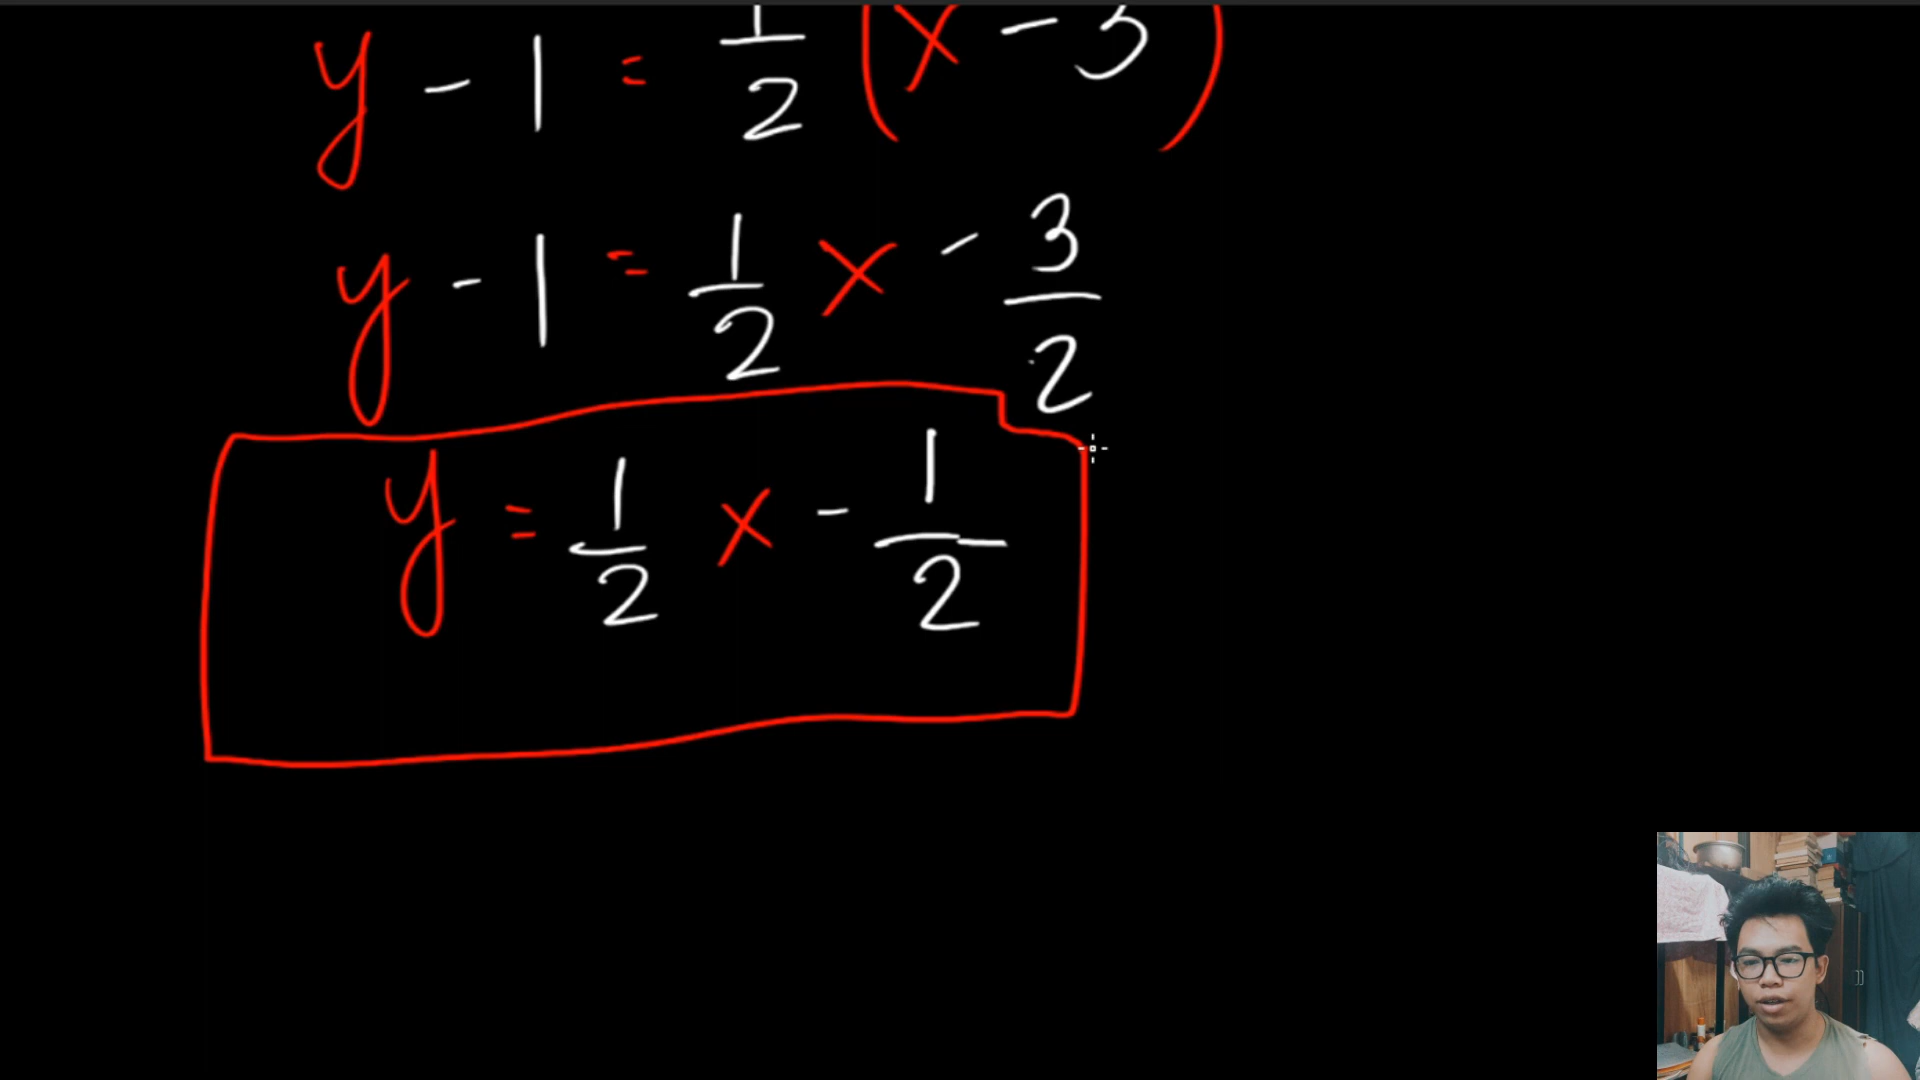 y - 1 = 1/2 (x - 3)
y - 1 = 1/2 x - 3/2
y = 1/2 x - 1/2